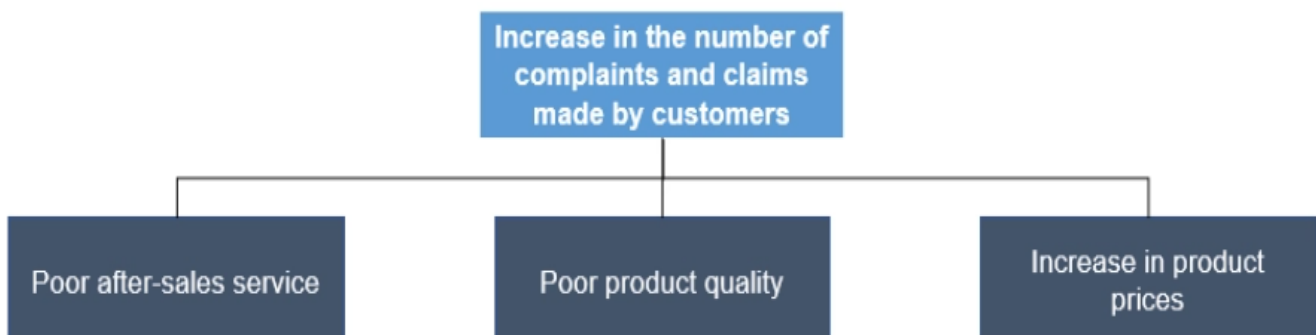 Increase in the number of
complaints and claims
made by customers
Poor after-sales service
Poor product quality
Increase in product
prices